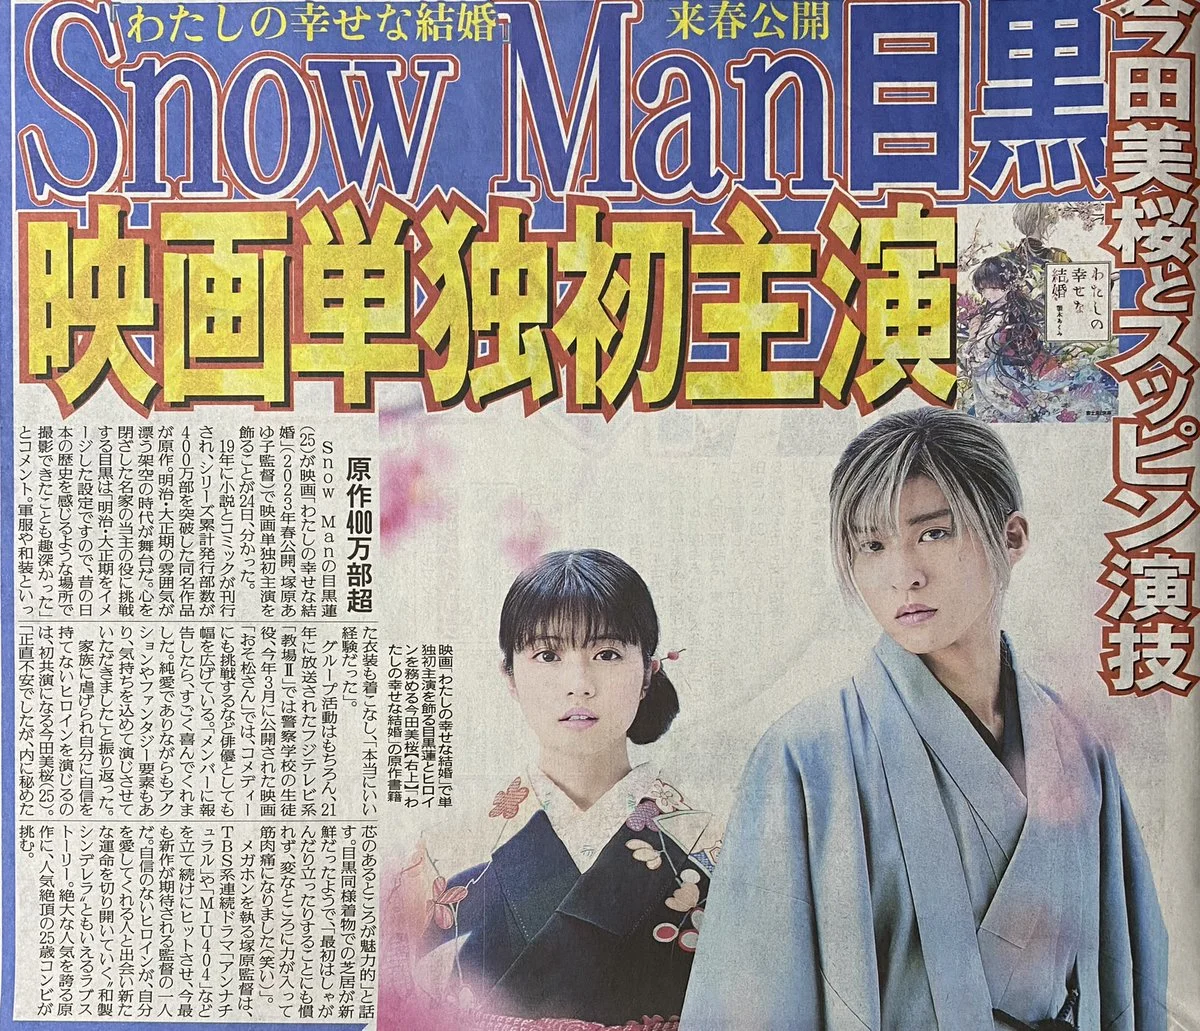 『わたしの幸せな結婚』
来春公開
Snow Man目黒
映画単独初主演
今田美桜とスッピン演技
わたしの
幸せな
結婚
顎木あくみ
富士見L文庫
原作400万部超
Snow Manの目黒蓮
(25)が映画「わたしの幸せな結
婚」(2023年春公開、塚原あ
ゆ子監督)で映画単独初主演を
飾ることが24日、分かった。
19年に小説とコミックが刊行
され、シリーズ累計発行部数が
400万部を突破した同名作品
が原作。明治・大正期の雰囲気が
漂う架空の時代が舞台だ。心を
閉ざした名家の当主の役に挑戦
する目黒は「明治・大正期をイメ
ージした設定ですので、昔の日
本の歴史を感じるような場所で
撮影できたことも趣深かった」
とコメント。軍服や和装といっ
た衣装も着こなし、「本当にいい
経験だった」。
グループ活動はもちろん、21
年に放送されたフジテレビ系
「教場Ⅱ」では警察学校の生徒
役、今年3月に公開された映画
「おそ松さん」では、コメディー
にも挑戦するなど俳優としても
幅を広げている。「メンバーに報
告したら、すごく喜んでくれま
した。純愛でありながらもアク
ションやファンタジー要素もあ
り、気持ちを込めて演じさせて
いただきました」と振り返った。
家族に虐げられ自分に自信を
持てないヒロインを演じるの
は、初共演になる今田美桜(25)。
「正直不安でしたが、内に秘めた
芯のあるところが魅力的」と話
す。目黒同様着物での芝居が新
鮮だったようで、「最初はしゃが
んだり立ったりすることにも慣
れず、変なところに力が入って
筋肉痛になりました(笑い)」。
メガホンを執る塚原監督は、
TBS系連続ドラマ「アンナチ
ュラル」や「MIU404」など
を立て続けにヒットさせ、今最
も新作が期待される監督の一人
だ。自信のないヒロインが、自分
を愛してくれる人と出会い新た
な運命を切り開いていく〝和製
シンデレラ〟ともいえるラブス
トーリー。絶大な人気を誇る原
作に、人気絶頂の25歳コンビが
挑む。
映画「わたしの幸せな結婚」で単
独初主演を飾る目黒蓮とヒロイ
ンを務める今田美桜【右上】「わ
たしの幸せな結婚」の原作書籍